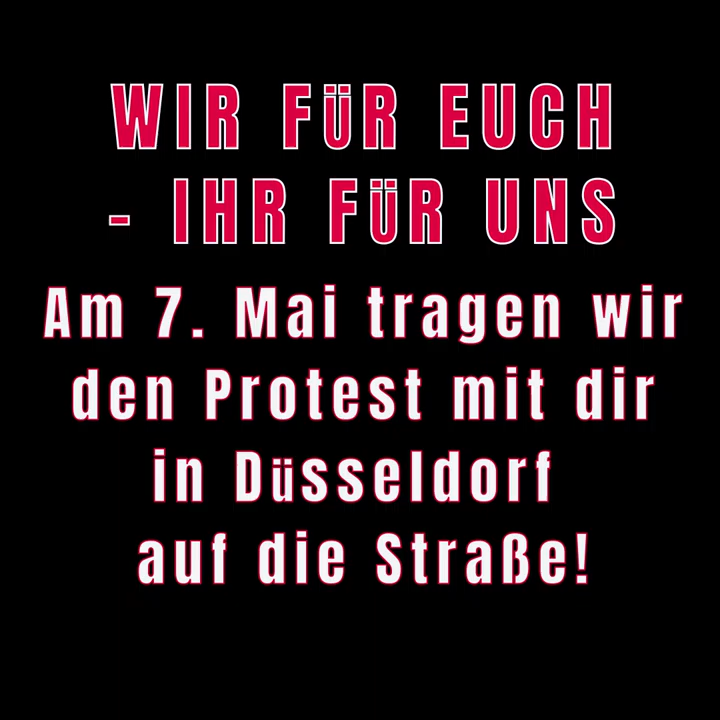 WIR FÜR EUCH
- IHR FÜR UNS
Am 7. Mai tragen wir
den Protest mit dir
in Düsseldorf
auf die Straße!